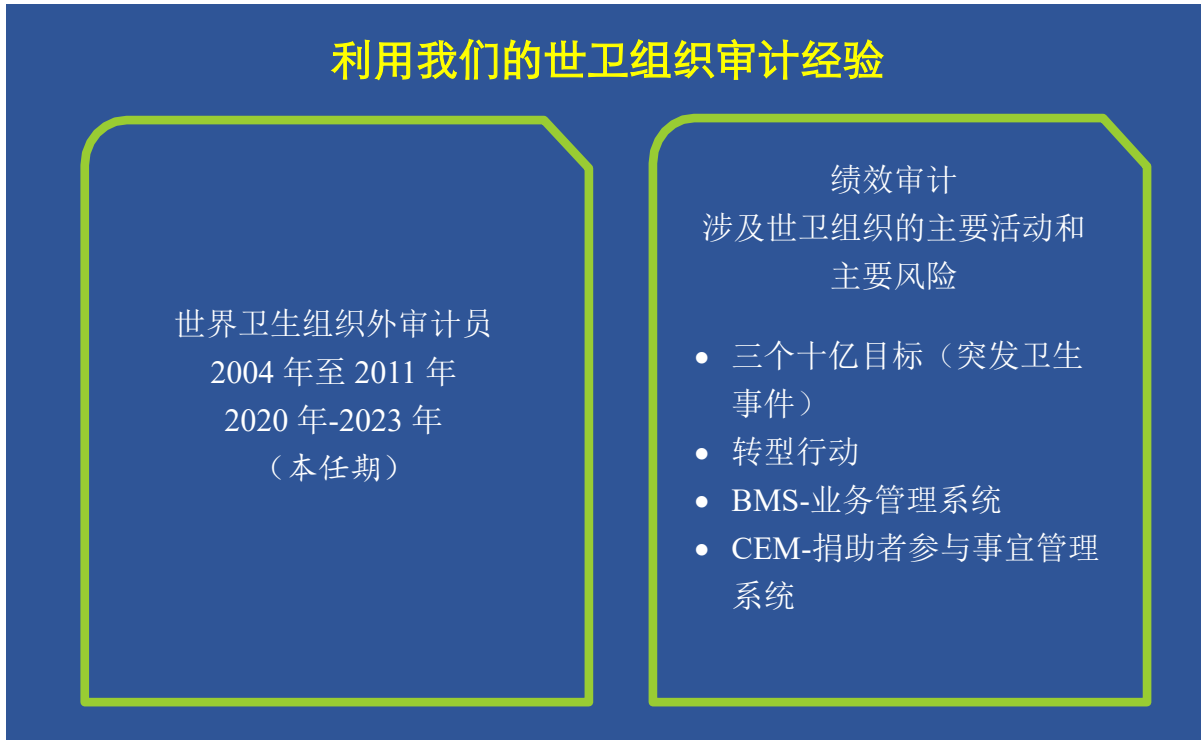 利用我们的世卫组织审计经验
世界卫生组织外审计员
2004 年至 2011 年
2020 年-2023 年
（本任期）
绩效审计
涉及世卫组织的主要活动和
主要风险
• 三个十亿目标（突发卫生
事件）
• 转型行动
• BMS-业务管理系统
• CEM-捐助者参与事宜管理
系统